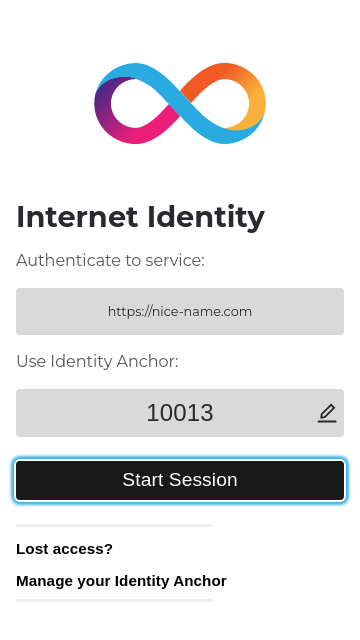 Internet Identity
Authenticate to service:
https://nice-name.com
Use Identity Anchor:
10013
Start Session
Lost access?
Manage your Identity Anchor